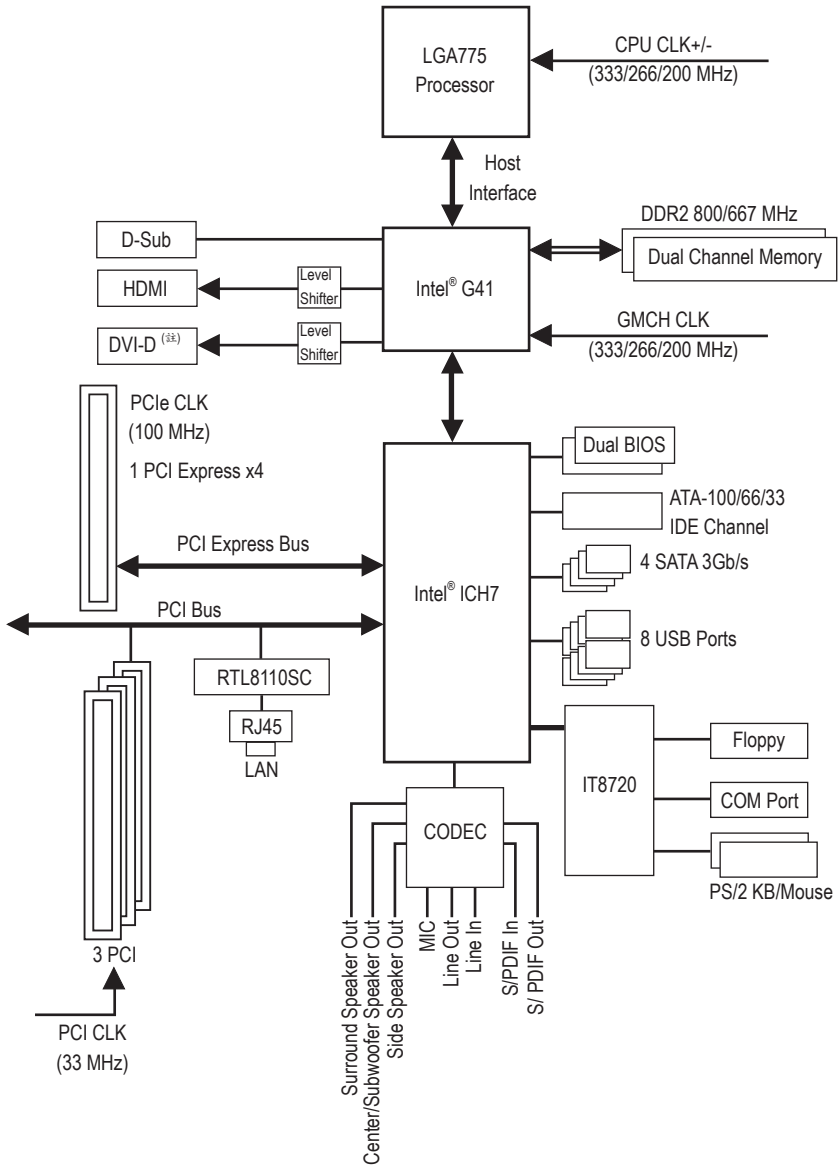 LGA775
Processor
CPU CLK+/-
(333/266/200 MHz)
Host
Interface
D-Sub
HDMI
DVI-D (註)
Level
Shifter
Level
Shifter
Intel® G41
DDR2 800/667 MHz
Dual Channel Memory
GMCH CLK
(333/266/200 MHz)
PCIe CLK
(100 MHz)
1 PCI Express x4
PCI Express Bus
PCI Bus
Intel® ICH7
Dual BIOS
ATA-100/66/33
IDE Channel
4 SATA 3Gb/s
8 USB Ports
RTL8110SC
RJ45
LAN
IT8720
Floppy
COM Port
PS/2 KB/Mouse
CODEC
Surround Speaker Out
Center/Subwoofer Speaker Out
Side Speaker Out
MIC
Line Out
Line In
S/PDIF In
S/ PDIF Out
3 PCI
PCI CLK
(33 MHz)